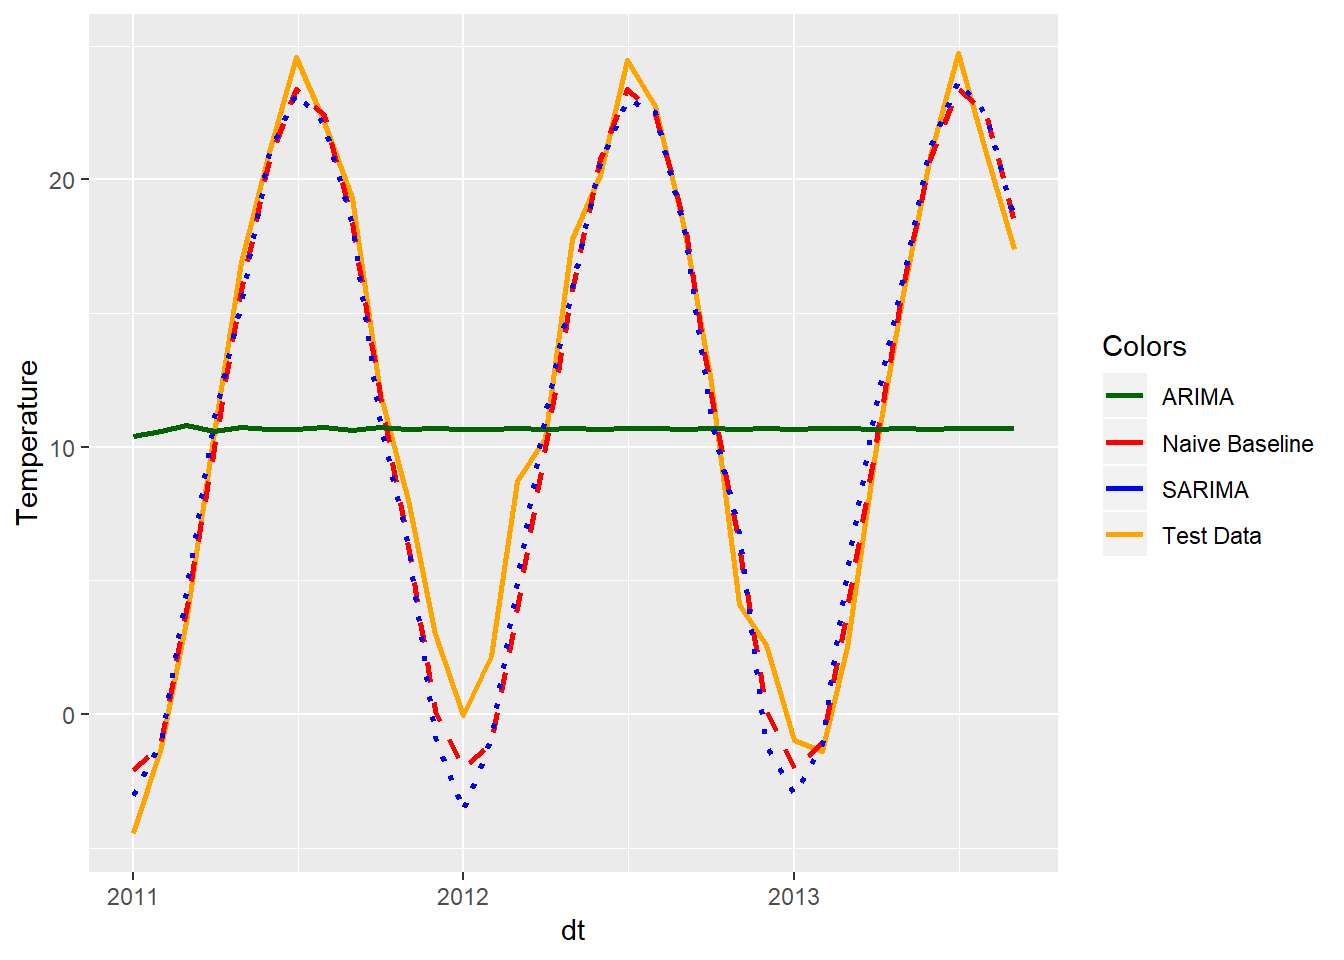 Temperature
20
10
0
2011
2012
2013
dt
Colors
ARIMA
Naive Baseline
SARIMA
Test Data